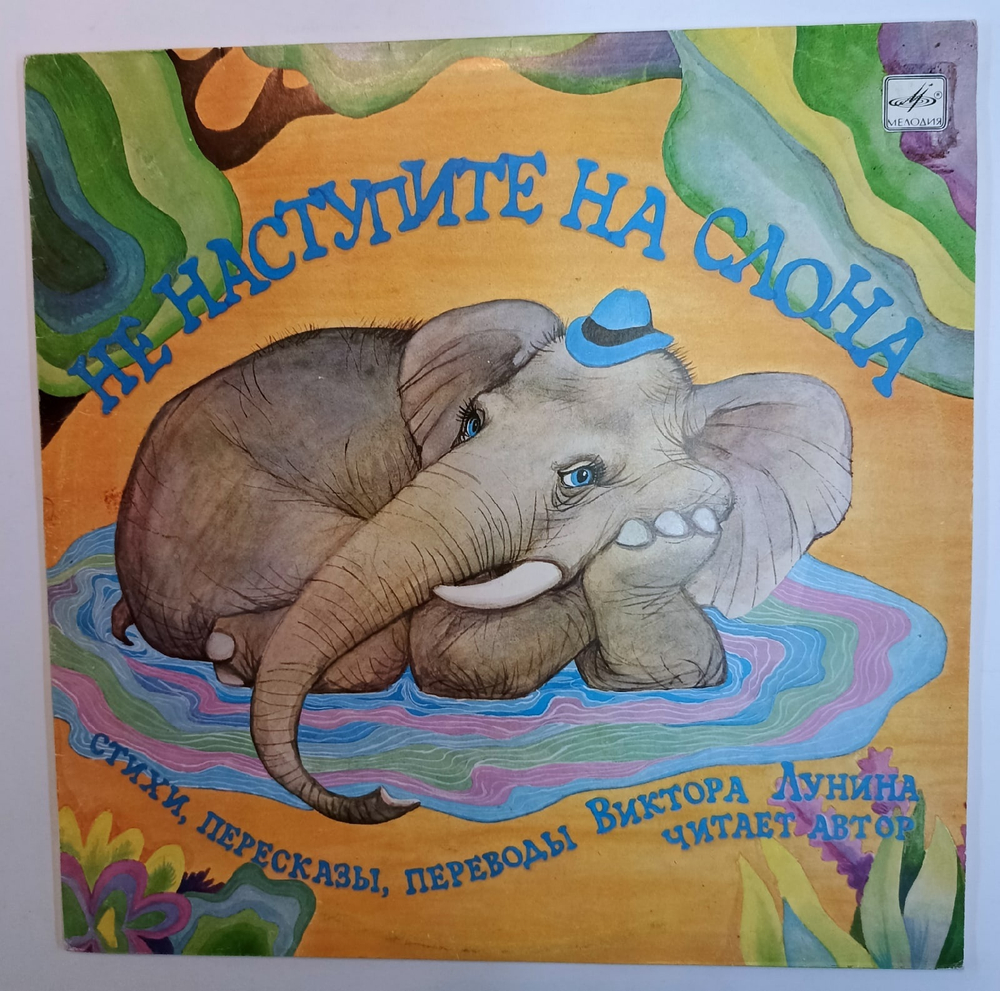 МЕЛОДИЯ
НЕ НАСТУПИТЕ НА СЛОНА
СТИХИ, ПЕРЕСКАЗЫ, ПЕРЕВОДЫ ВИКТОРА ЛУНИНА
ЧИТАЕТ АВТОР